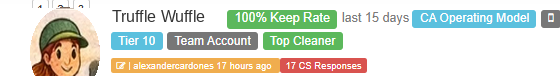 Truffle Wuffle 100% Keep Rate last 15 days CA Operating Model
Tier 10 Team Account Top Cleaner
| alexandercardones 17 hours ago 17 CS Responses